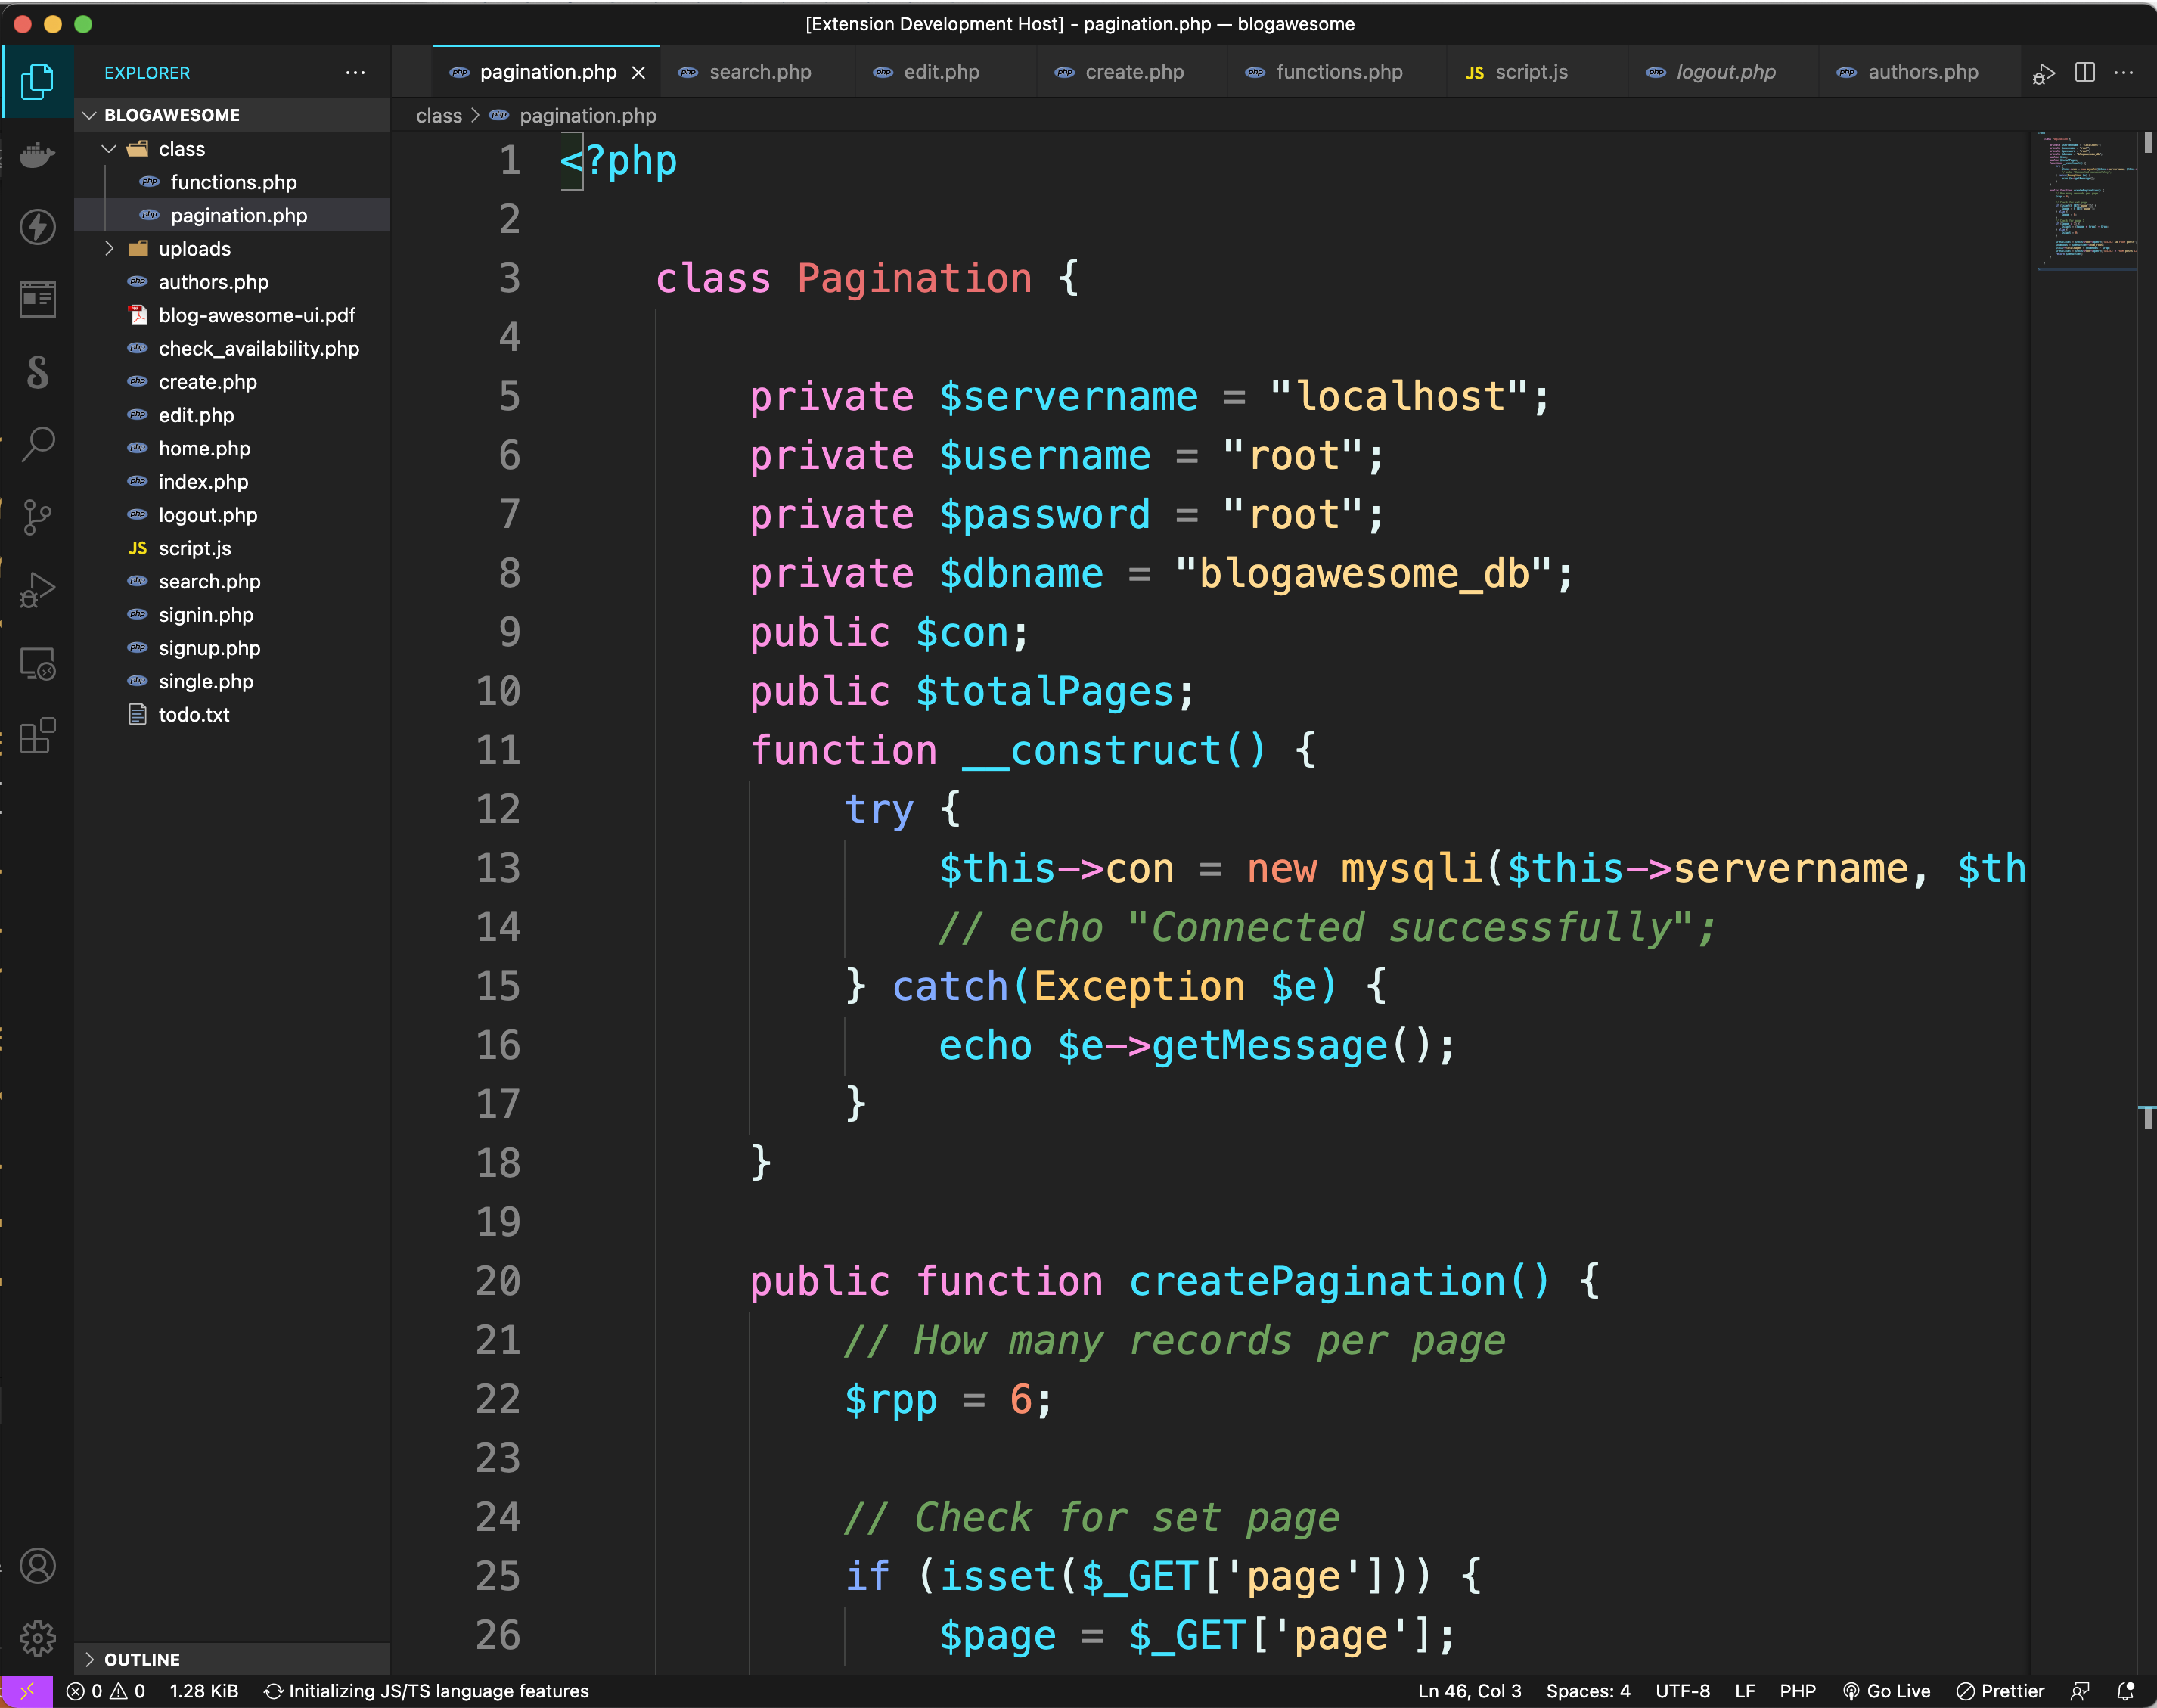 [Extension Development Host] - pagination.php — blogawesome
EXPLORER
pagination.php
search.php
edit.php
create.php
functions.php
JS script.js
logout.php
authors.php
BLOGAWESOME
class
functions.php
pagination.php
uploads
authors.php
blog-awesome-ui.pdf
check_availability.php
create.php
edit.php
home.php
index.php
logout.php
JS script.js
search.php
signin.php
signup.php
single.php
todo.txt
OUTLINE
class > pagination.php
1 <?php
2
3 class Pagination {
4
5 private $servername = "localhost";
6 private $username = "root";
7 private $password = "root";
8 private $dbname = "blogawesome_db";
9 public $con;
10 public $totalPages;
11 function __construct() {
12 try {
13 $this->con = new mysqli($this->servername, $th
14 // echo "Connected successfully";
15 } catch(Exception $e) {
16 echo $e->getMessage();
17 }
18 }
19
20 public function createPagination() {
21 // How many records per page
22 $rpp = 6;
23
24 // Check for set page
25 if (isset($_GET['page'])) {
26 $page = $_GET['page'];
0 0 1.28 KiB Initializing JS/TS language features Ln 46, Col 3 Spaces: 4 UTF-8 LF PHP Go Live Prettier